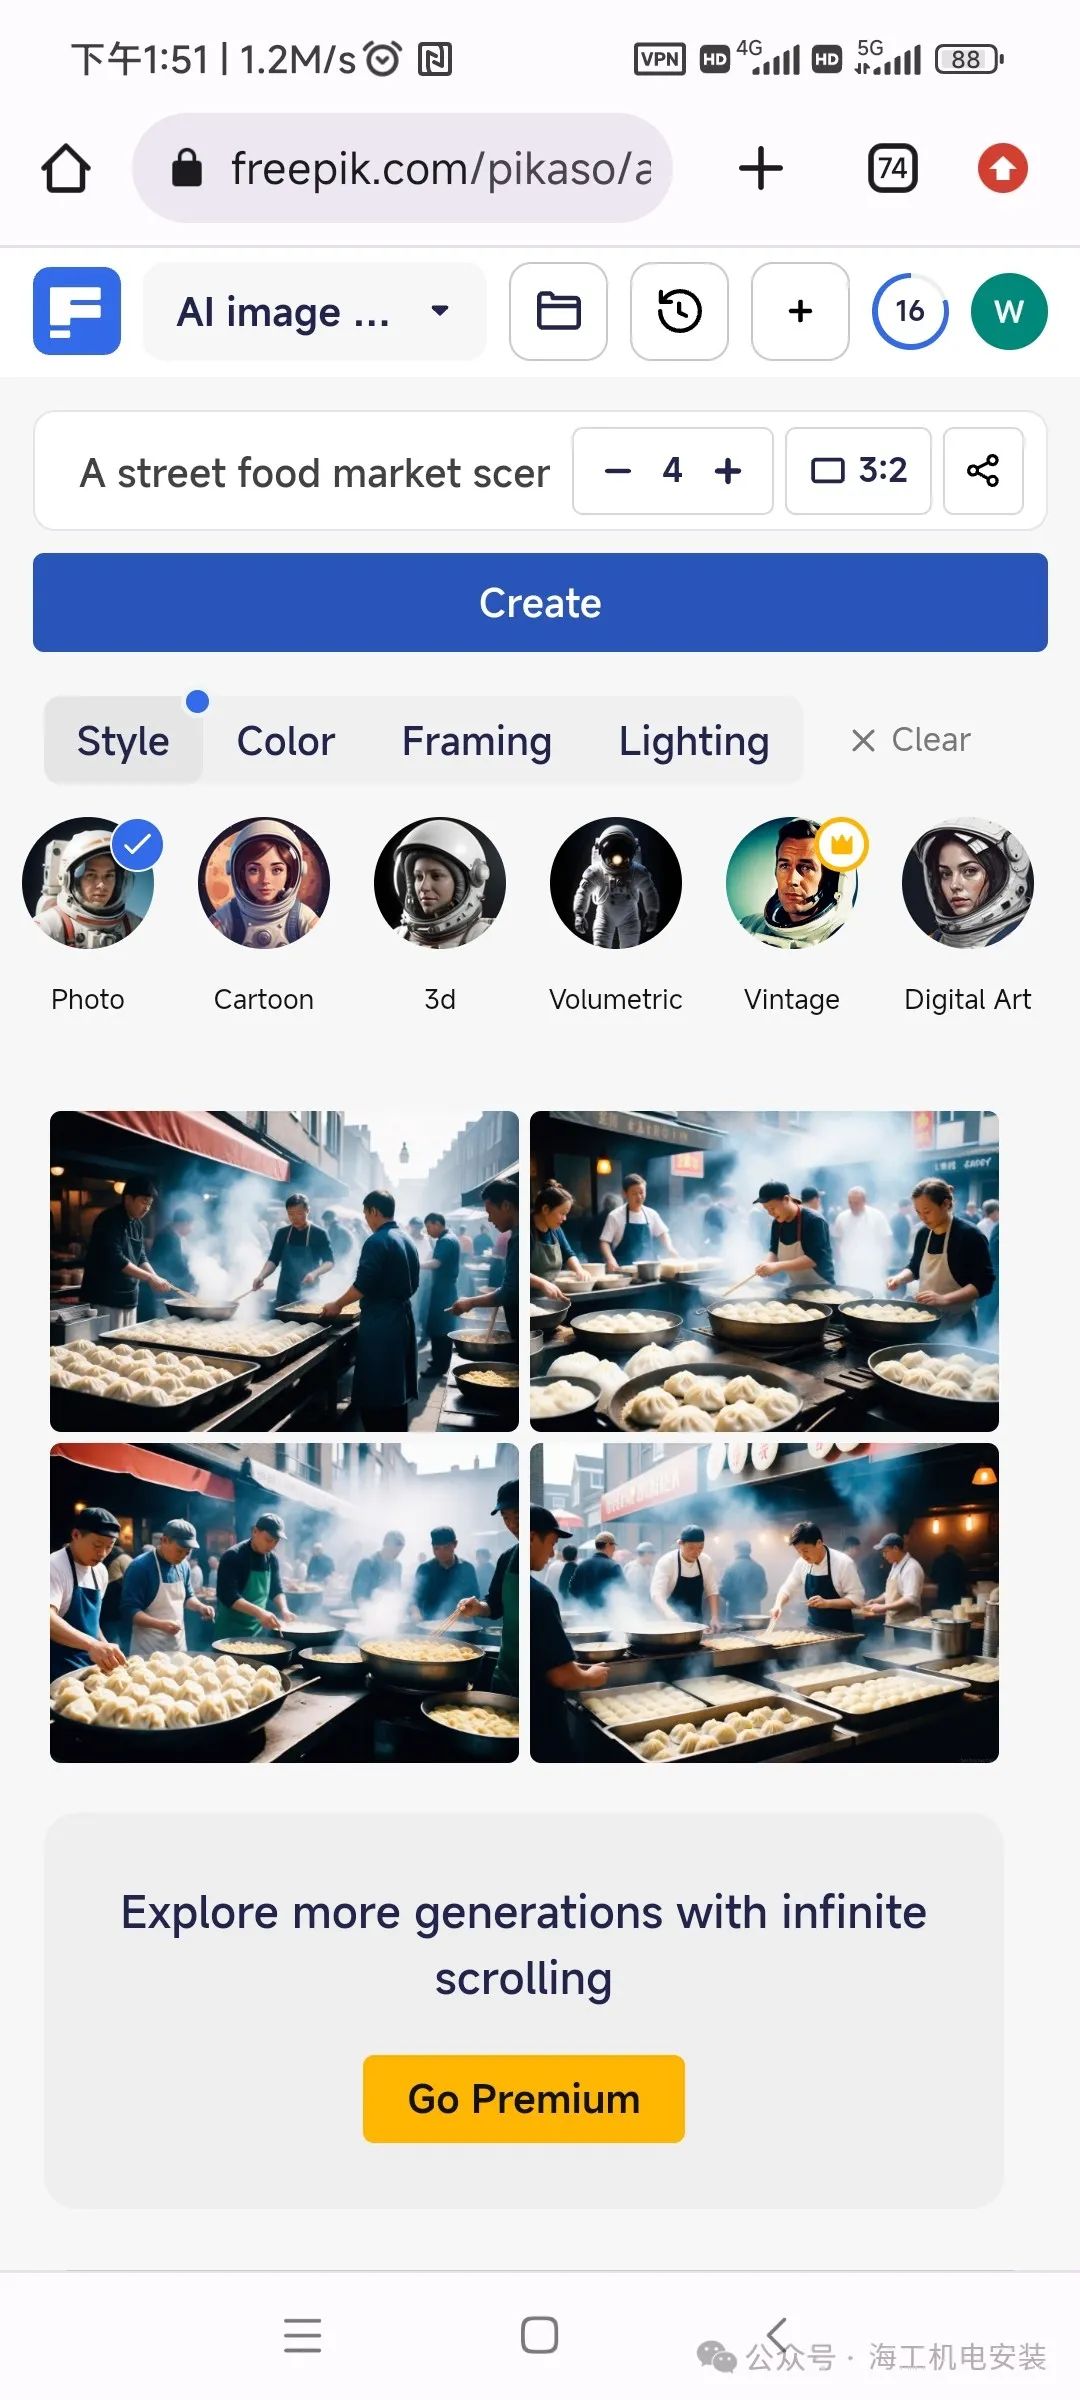 下午1:51 | 1.2M/s VPN HD 4G HD 5G 88
freepik.com/pikaso/a 74
AI image ... 16 W
A street food market scer 4 3:2
Create
Style Color Framing Lighting Clear
Photo Cartoon 3d Volumetric Vintage Digital Art
Explore more generations with infinite
scrolling
Go Premium
公众号 · 海工机电安装